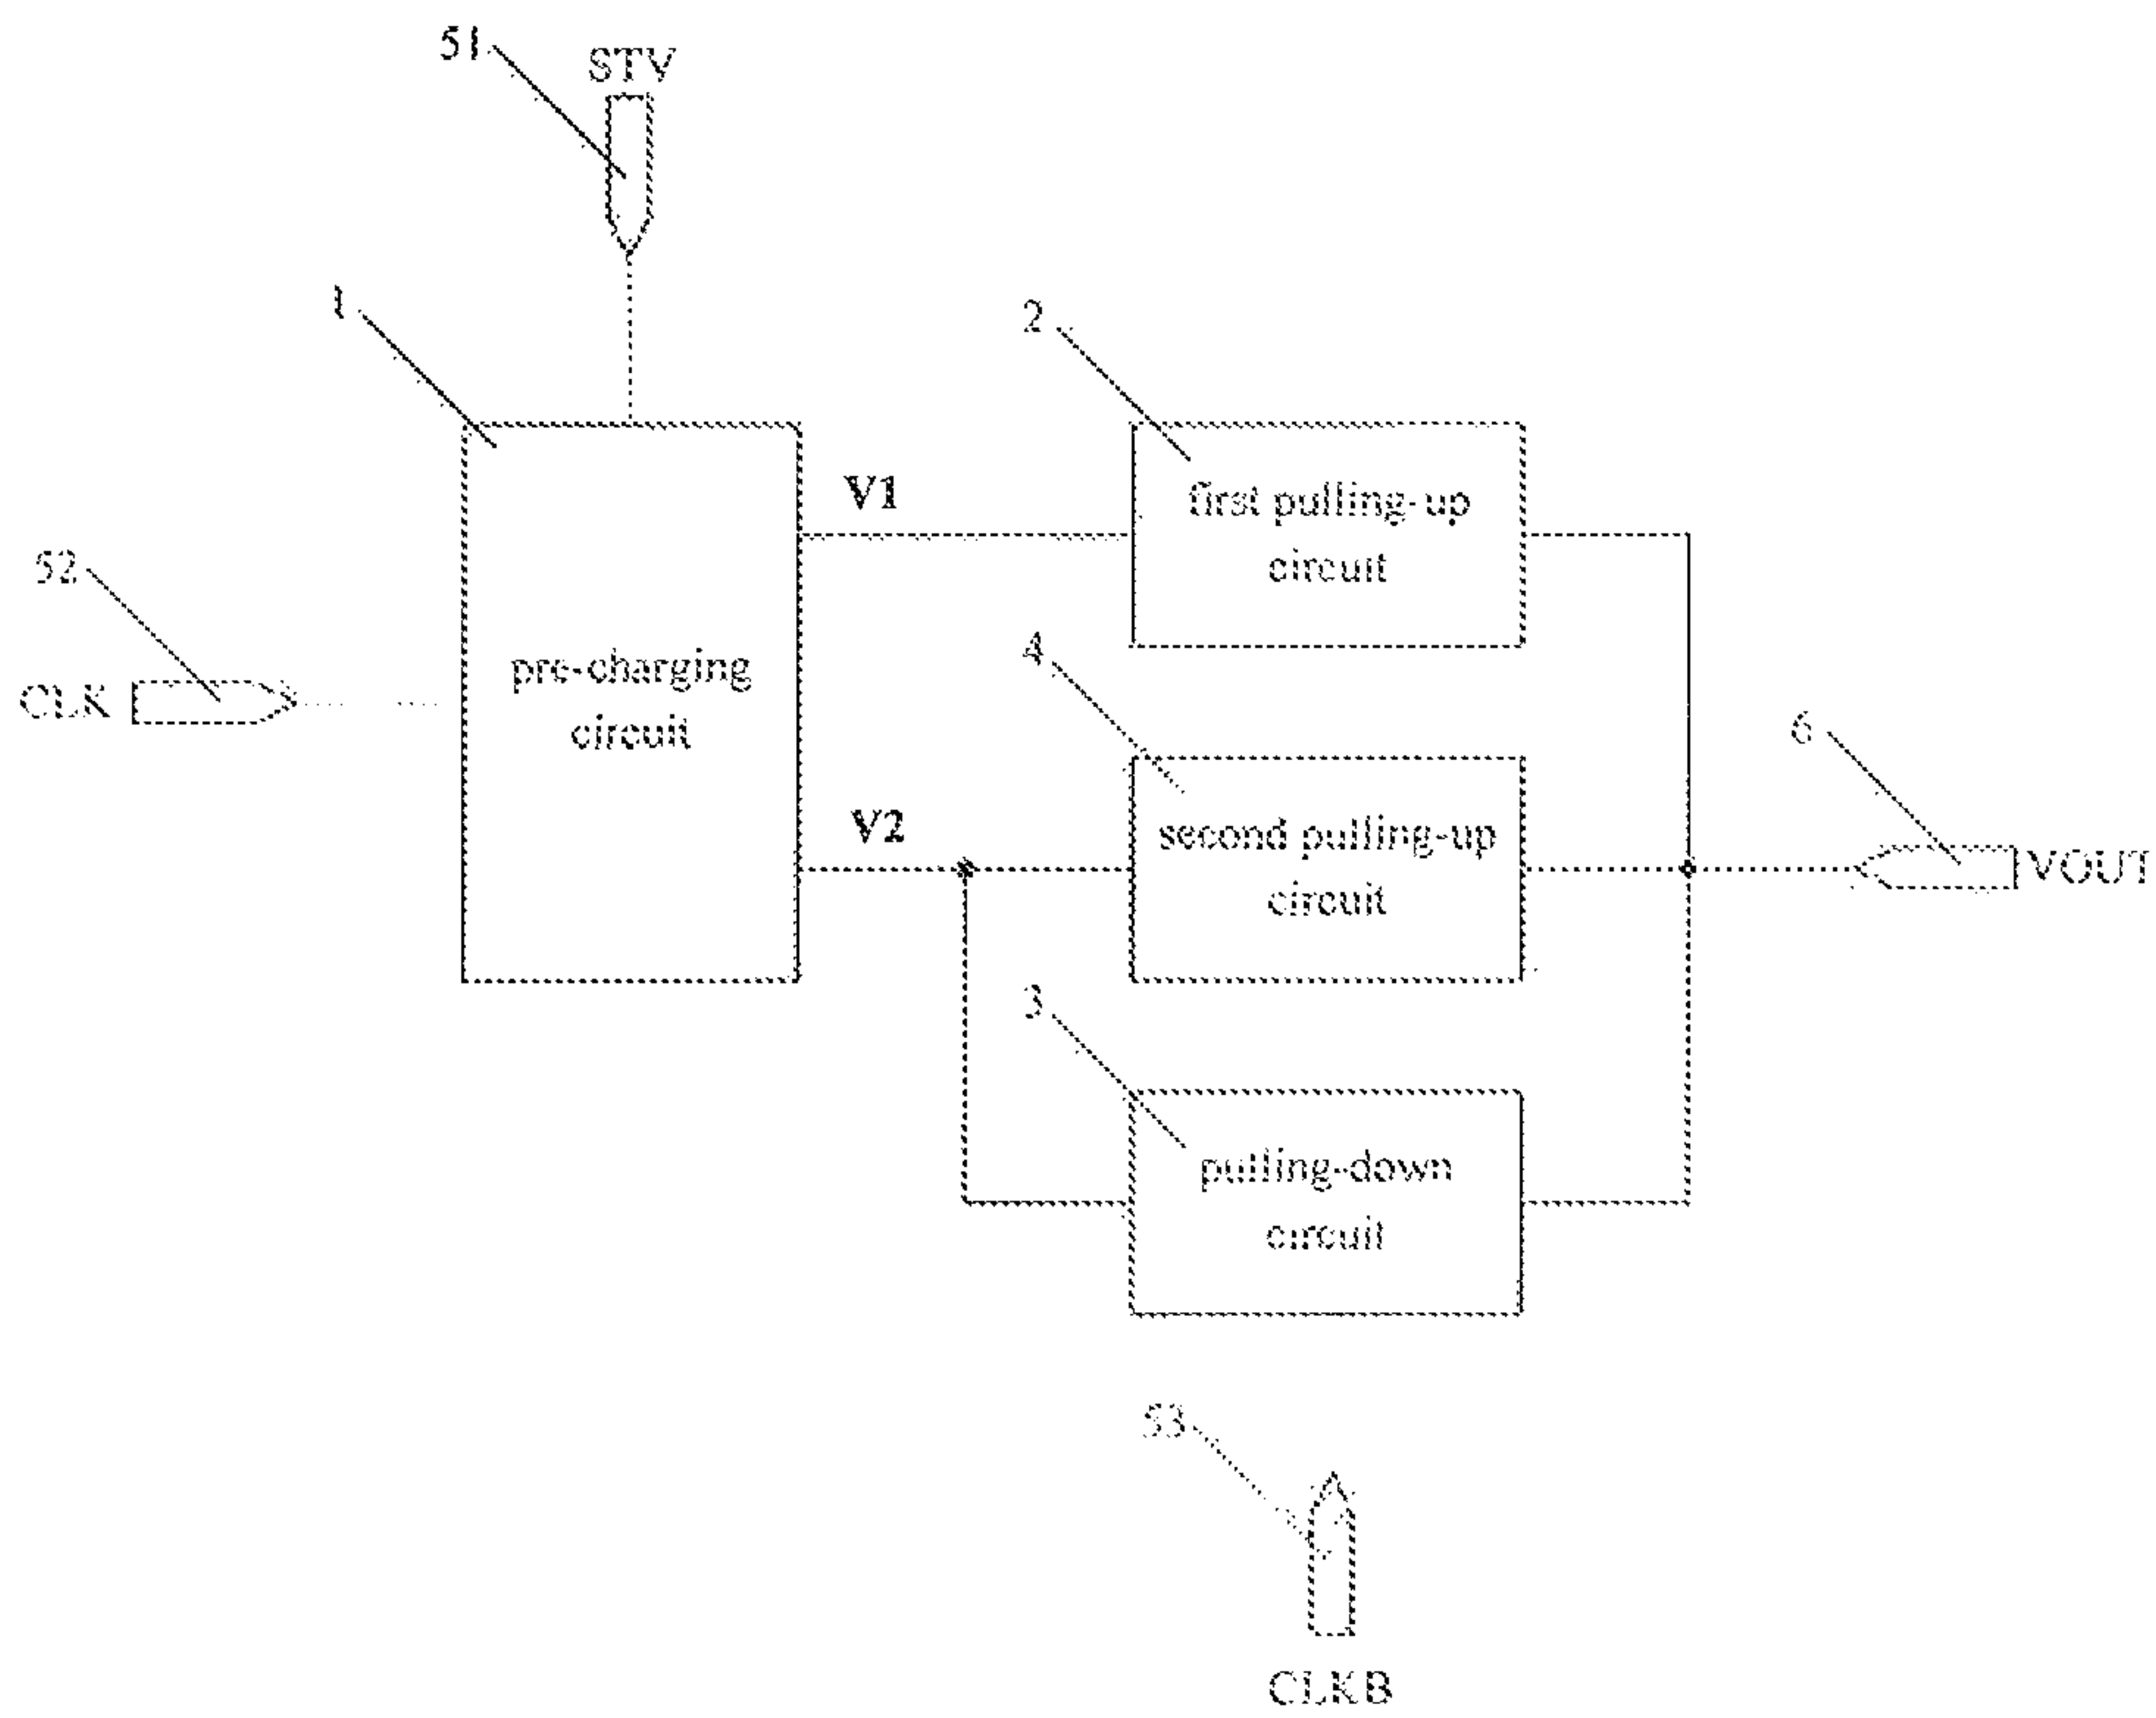 51
STV
1
2
V1
first pulling-up
circuit
52
CLK
pre-charging
circuit
4
6
V2
second pulling-up
circuit
VOUT
3
pulling-down
circuit
53
CLKB